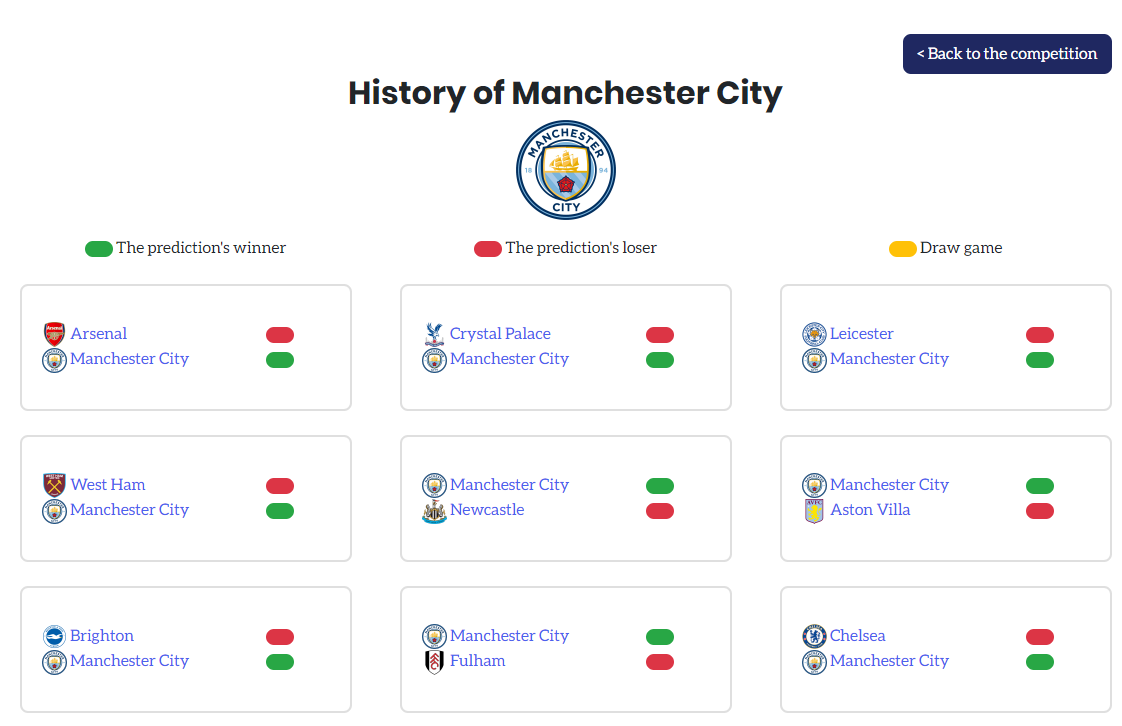 < Back to the competition
History of Manchester City
MANCHESTER
18 94
CITY
The prediction's winner
The prediction's loser
Draw game
Arsenal
Manchester City
Crystal Palace
Manchester City
Leicester
Manchester City
West Ham
Manchester City
Manchester City
Newcastle
Manchester City
Aston Villa
Brighton
Manchester City
Manchester City
Fulham
Chelsea
Manchester City